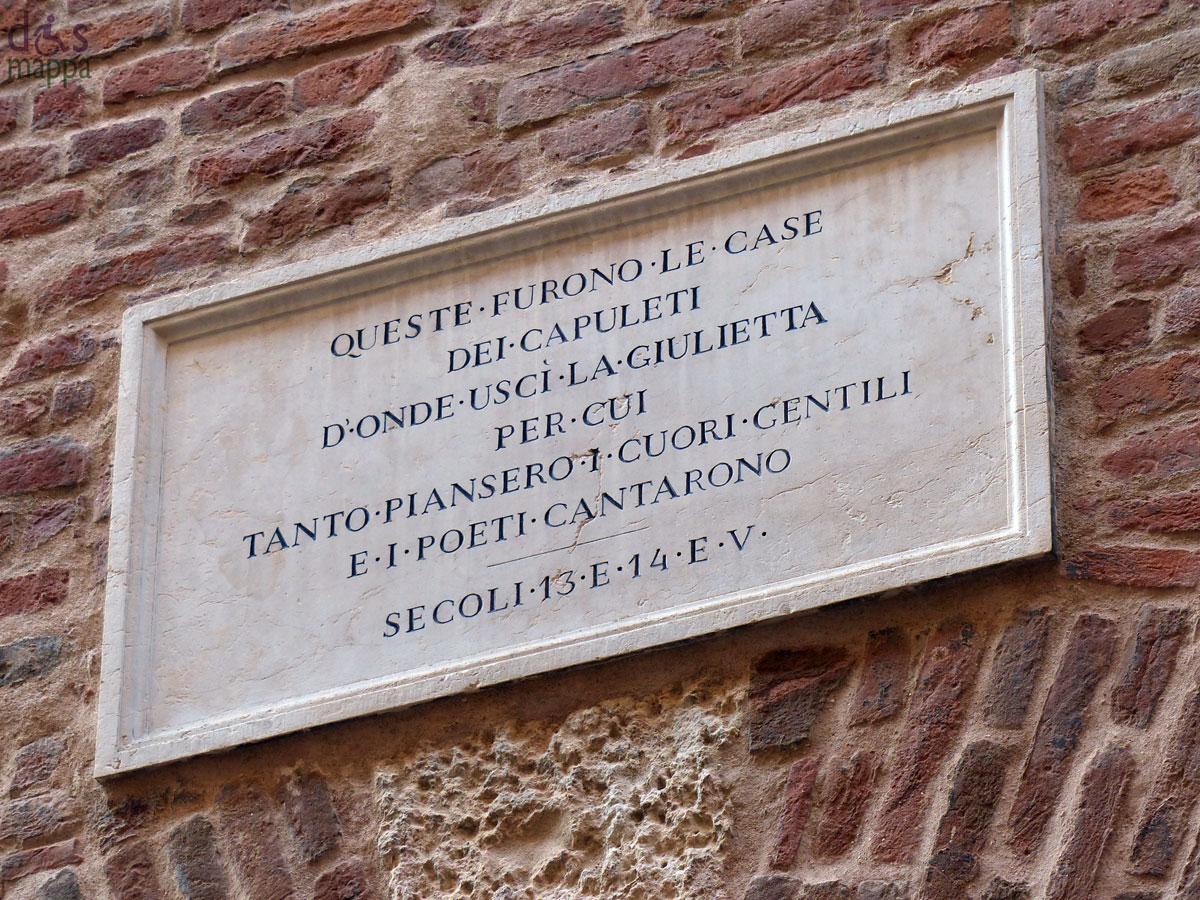 dis
mappa
QUESTE·FURONO·LE·CASE
DEI·CAPULETI
D'·ONDE·USCÌ·LA·GIULIETTA
PER·CUI
TANTO·PIANSERO·I·CUORI·GENTILI
E·I·POETI·CANTARONO
SECOLI·13·E·14·E·V·